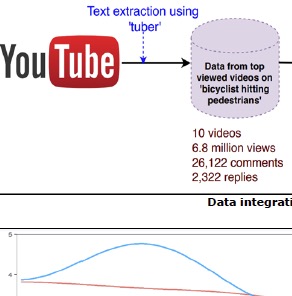 Text extraction using
'tuber'
YouTube
Data from top
viewed videos on
'bicyclist hitting
pedestrians'
10 videos
6.8 million views
26,122 comments
2,322 replies
Data integrati
5
4